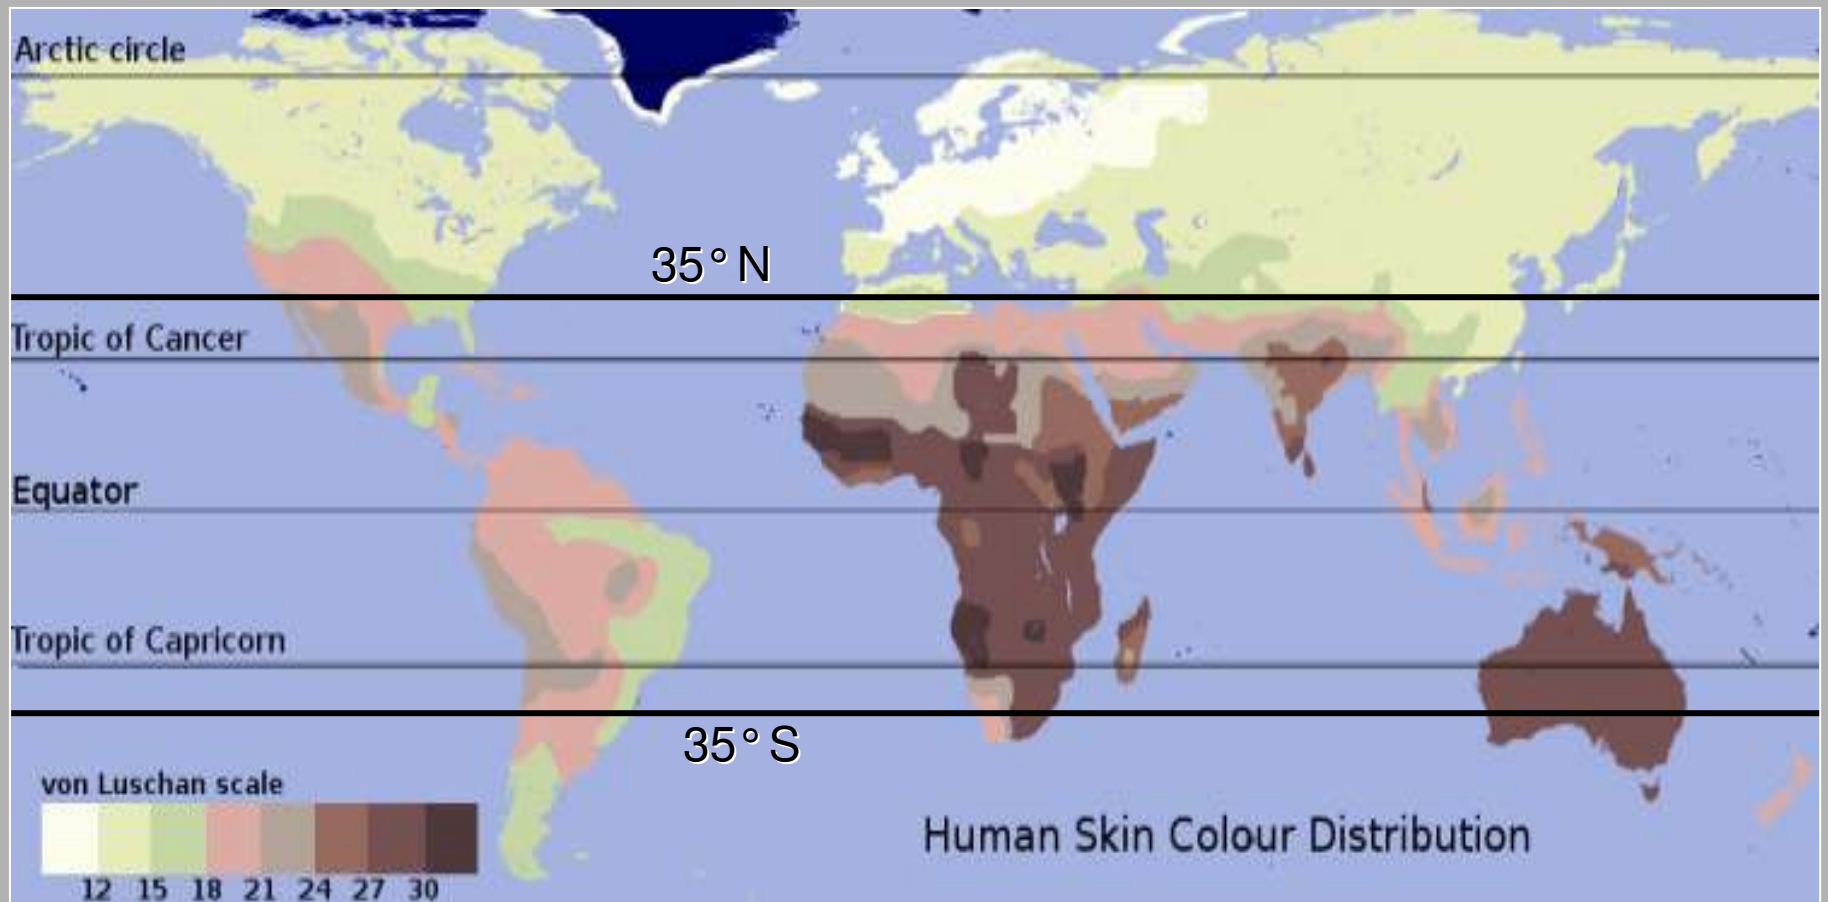 Arctic circle
35° N
Tropic of Cancer
Equator
Tropic of Capricorn
35° S
von Luschan scale
12 15 18 21 24 27 30
Human Skin Colour Distribution